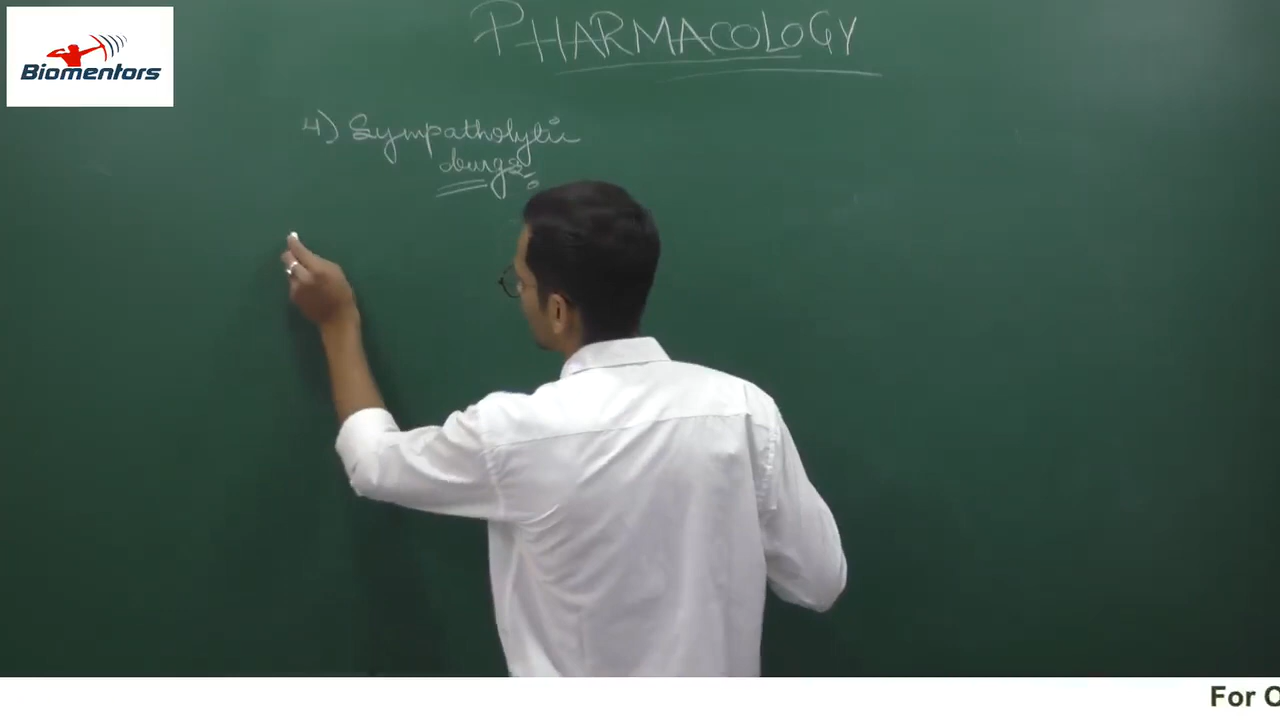 Biomentors
PHARMACOLOGY
4) Sympatholytic
drugs:
For O